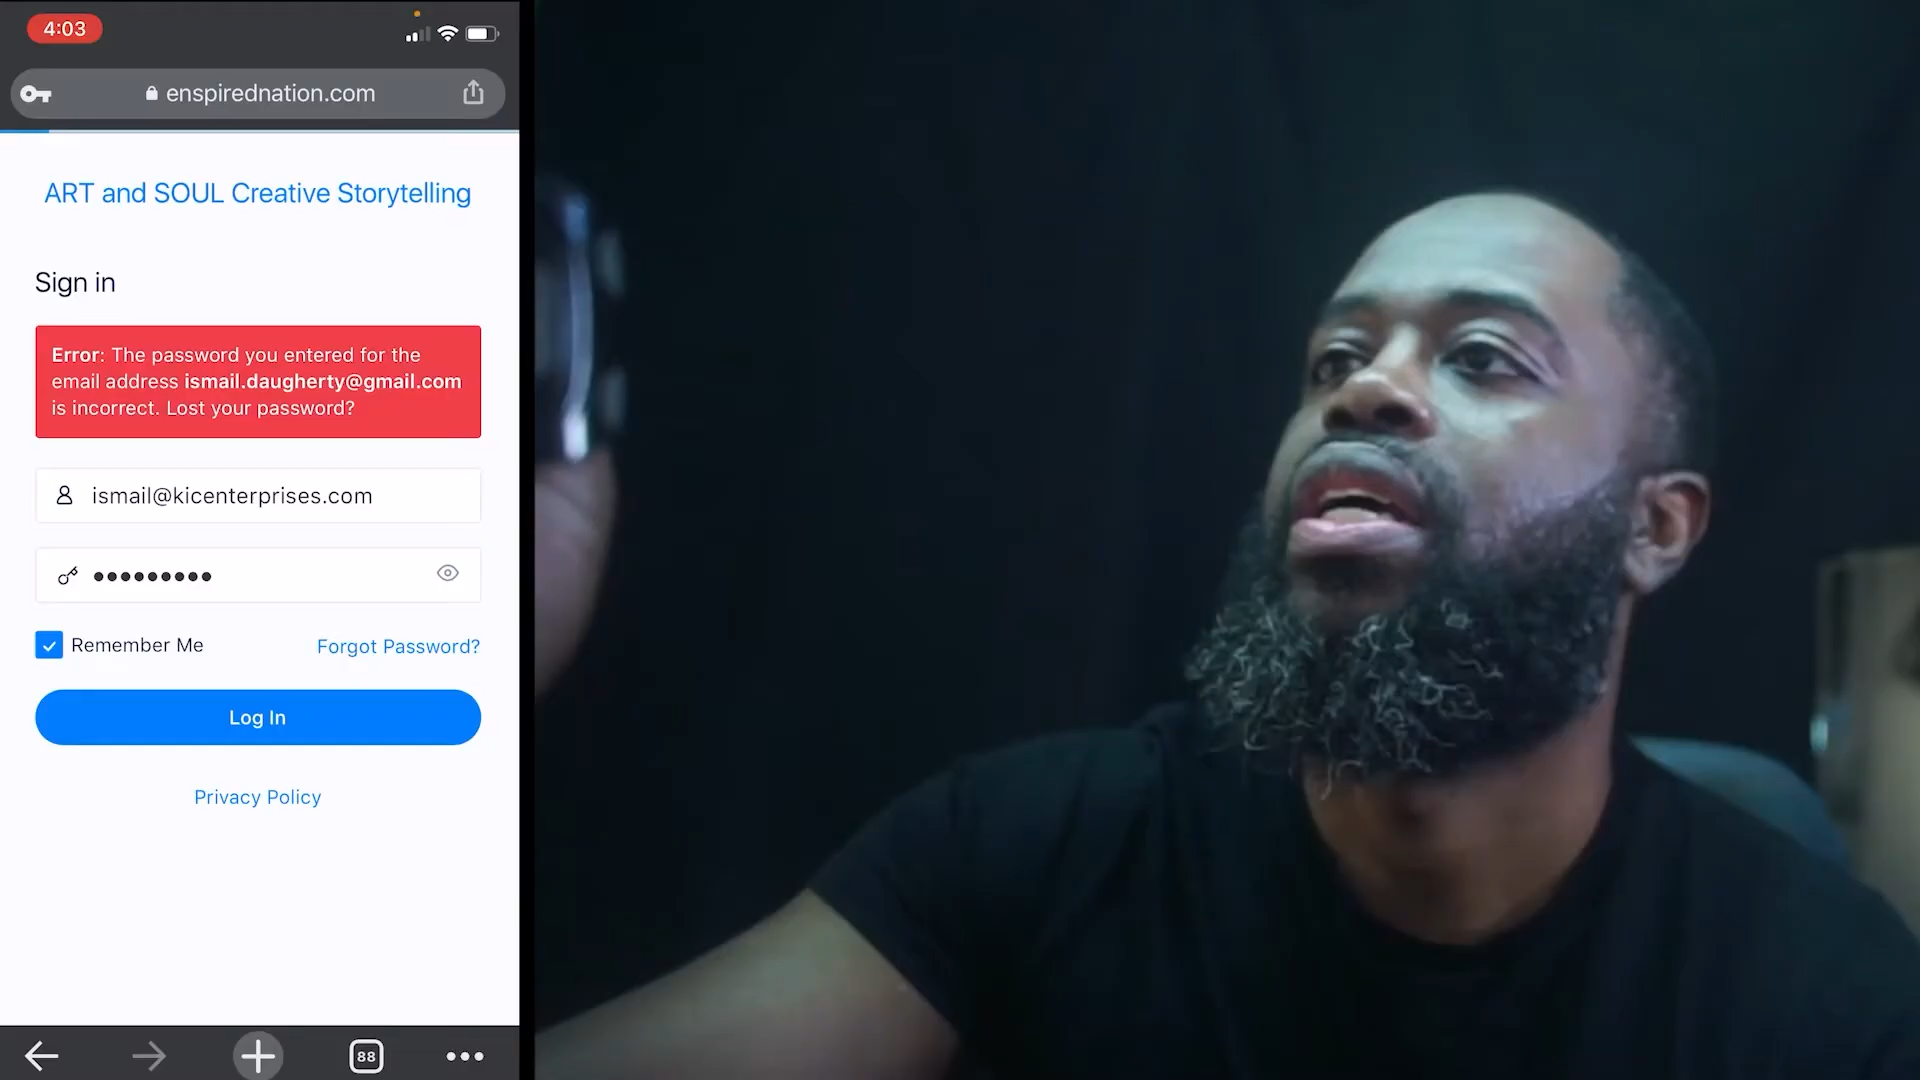 4:03
enspirednation.com
ART and SOUL Creative Storytelling
Sign in
Error: The password you entered for the
email address ismail.daugherty@gmail.com
is incorrect. Lost your password?
ismail@kicenterprises.com
•••••••••
Remember Me
Forgot Password?
Log In
Privacy Policy
88